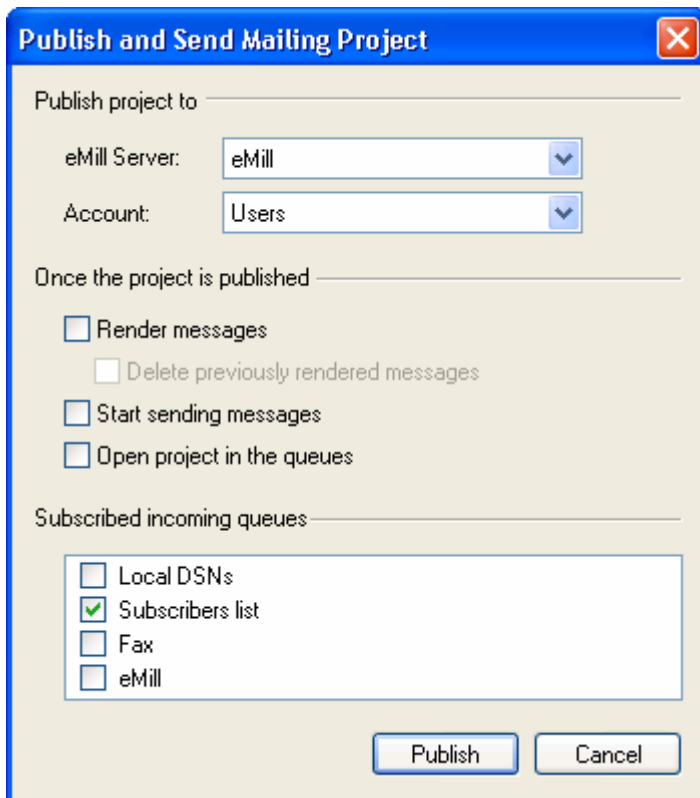 Publish and Send Mailing Project
Publish project to
eMill Server: eMill
Account: Users
Once the project is published
Render messages
Delete previously rendered messages
Start sending messages
Open project in the queues
Subscribed incoming queues
Local DSNs
Subscribers list
Fax
eMill
Publish Cancel